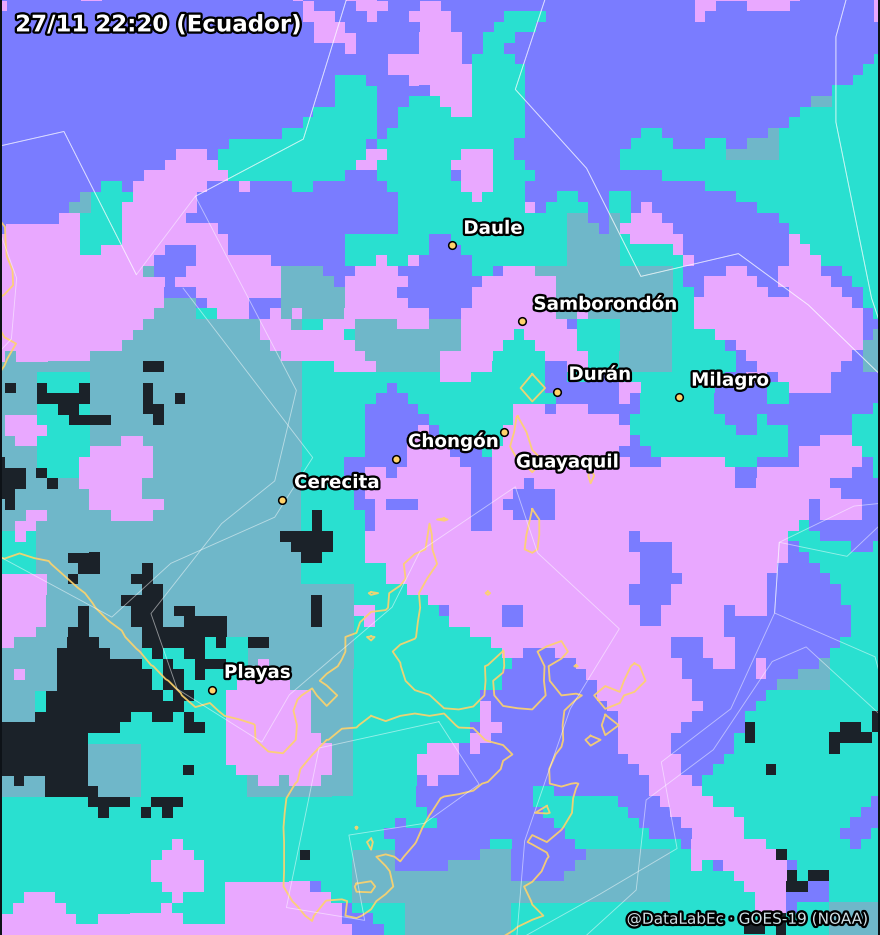 27/11 22:20 (Ecuador)
Daule
Samborondón
Durán
Milagro
Chongón
Guayaquil
Cerecita
Playas
@DataLabEc · GOES-19 (NOAA)